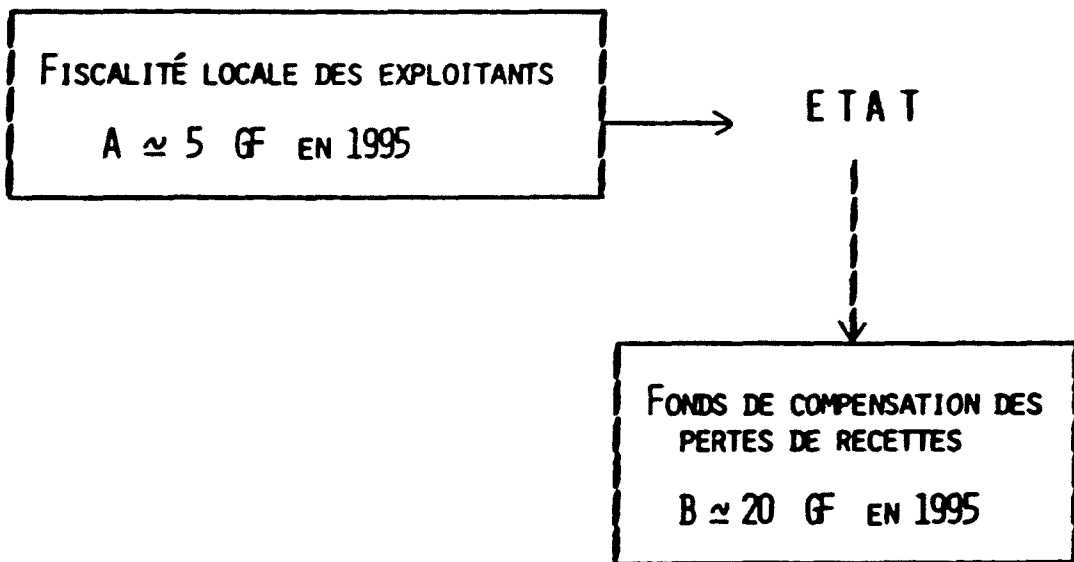 FISCALITÉ LOCALE DES EXPLOITANTS
A ≃ 5 GF EN 1995
ETAT
FONDS DE COMPENSATION DES
PERTES DE RECETTES
B ≃ 20 GF EN 1995